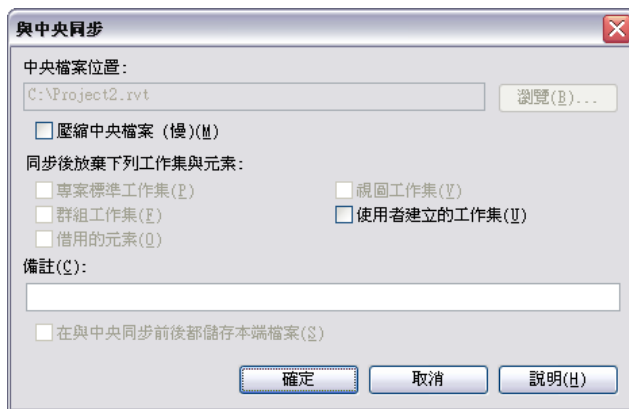 與中央同步
中央檔案位置:
C:\Project2.rvt 瀏覽(B)...
壓縮中央檔案 (慢)(M)
同步後放棄下列工作集與元素:
專案標準工作集(P) 視圖工作集(V)
群組工作集(F) 使用者建立的工作集(U)
借用的元素(O)
備註(C):
在與中央同步前後都儲存本端檔案(S)
確定 取消 說明(H)